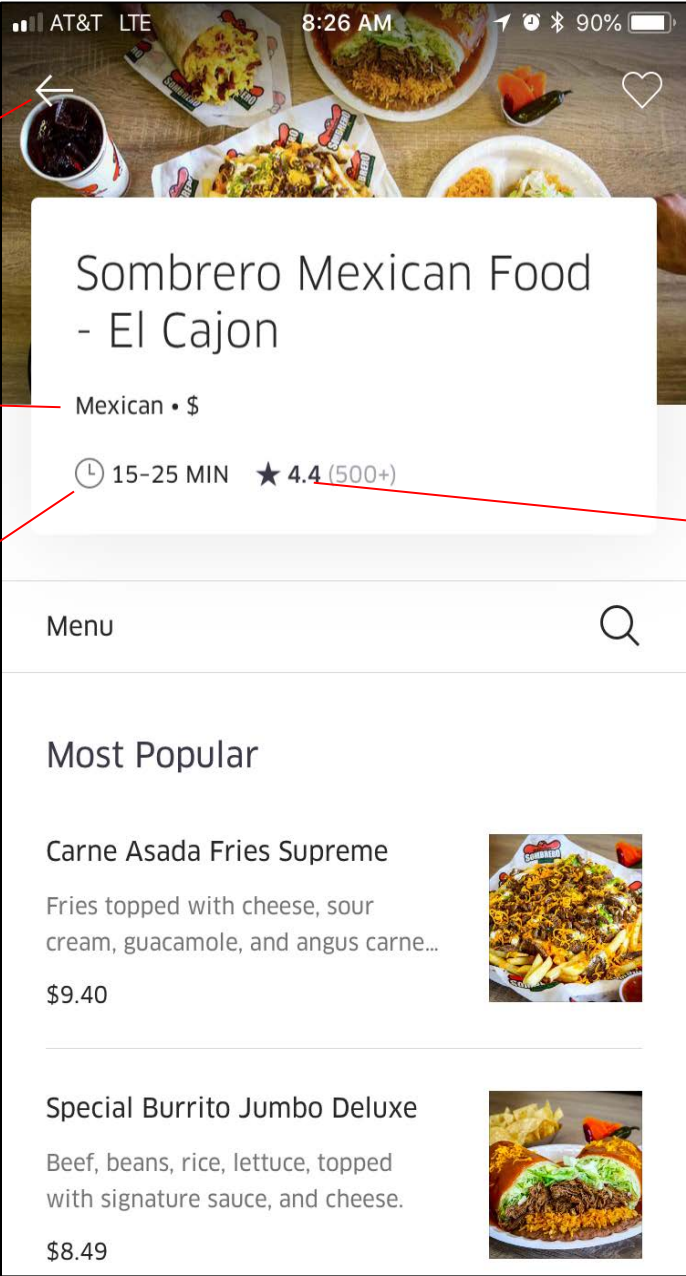 AT&T LTE 8:26 AM 90%
Sombrero Mexican Food
- El Cajon
Mexican • $
15-25 MIN ★ 4.4 (500+)
Menu
Most Popular
Carne Asada Fries Supreme
Fries topped with cheese, sour
cream, guacamole, and angus carne...
$9.40
SOMBRERO
Special Burrito Jumbo Deluxe
Beef, beans, rice, lettuce, topped
with signature sauce, and cheese.
$8.49